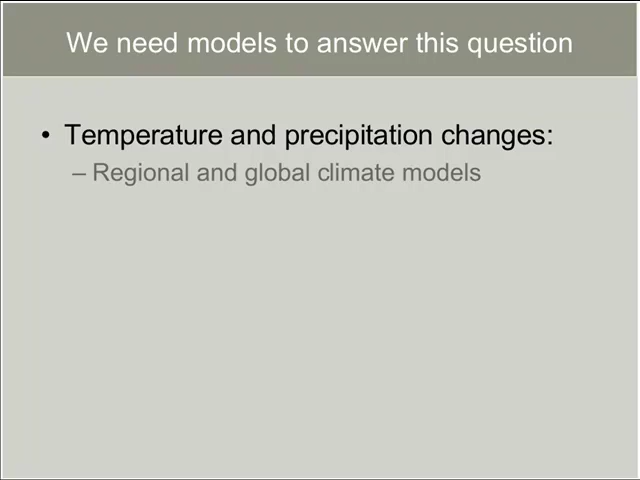 We need models to answer this question
• Temperature and precipitation changes:
– Regional and global climate models